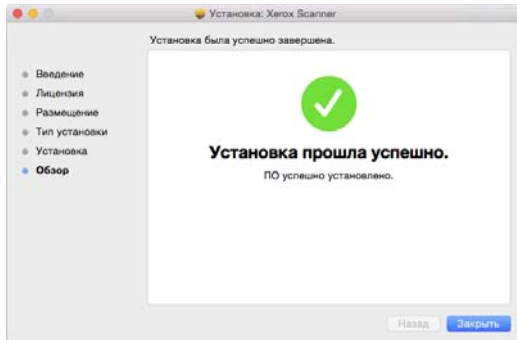 Установка: Xerox Scanner
Установка была успешно завершена.
Введение
Лицензия
Размещение
Тип установки
Установка
Обзор
Установка прошла успешно.
ПО успешно установлено.
Назад
Закрыть